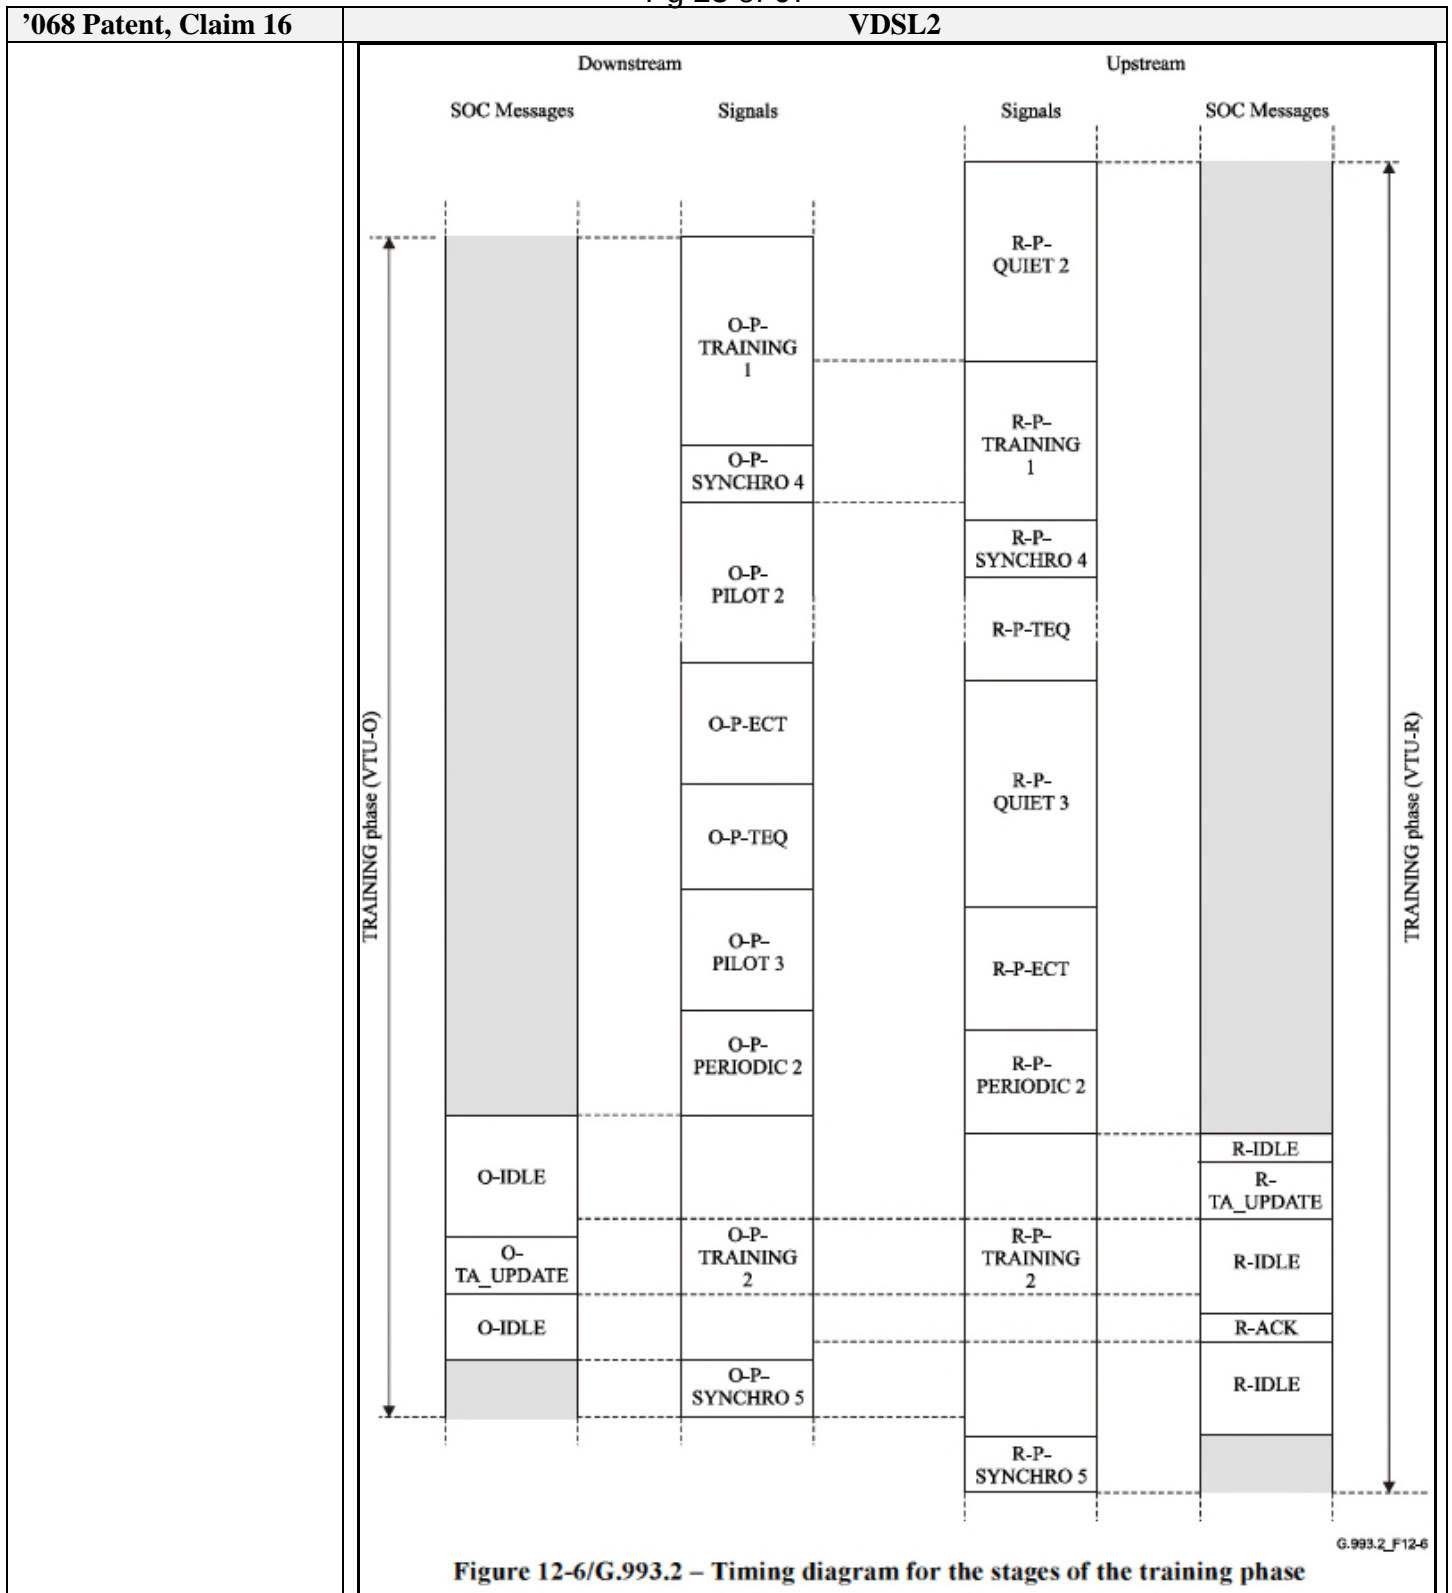 ’068 Patent, Claim 16
VDSL2
Downstream
Upstream
SOC Messages
Signals
Signals
SOC Messages
R-P-
QUIET 2
O-P-
TRAINING
1
R-P-
TRAINING
1
O-P-
SYNCHRO 4
R-P-
SYNCHRO 4
O-P-
PILOT 2
R-P-TEQ
O-P-ECT
R-P-
QUIET 3
O-P-TEQ
TRAINING phase (VTU-O)
TRAINING phase (VTU-R)
O-P-
PILOT 3
R-P-ECT
O-P-
PERIODIC 2
R-P-
PERIODIC 2
R-IDLE
O-IDLE
R-
TA_UPDATE
O-P-
TRAINING
2
R-P-
TRAINING
2
O-
TA_UPDATE
R-IDLE
O-IDLE
R-ACK
O-P-
SYNCHRO 5
R-IDLE
R-P-
SYNCHRO 5
G.993.2_F12-6
Figure 12-6/G.993.2 – Timing diagram for the stages of the training phase